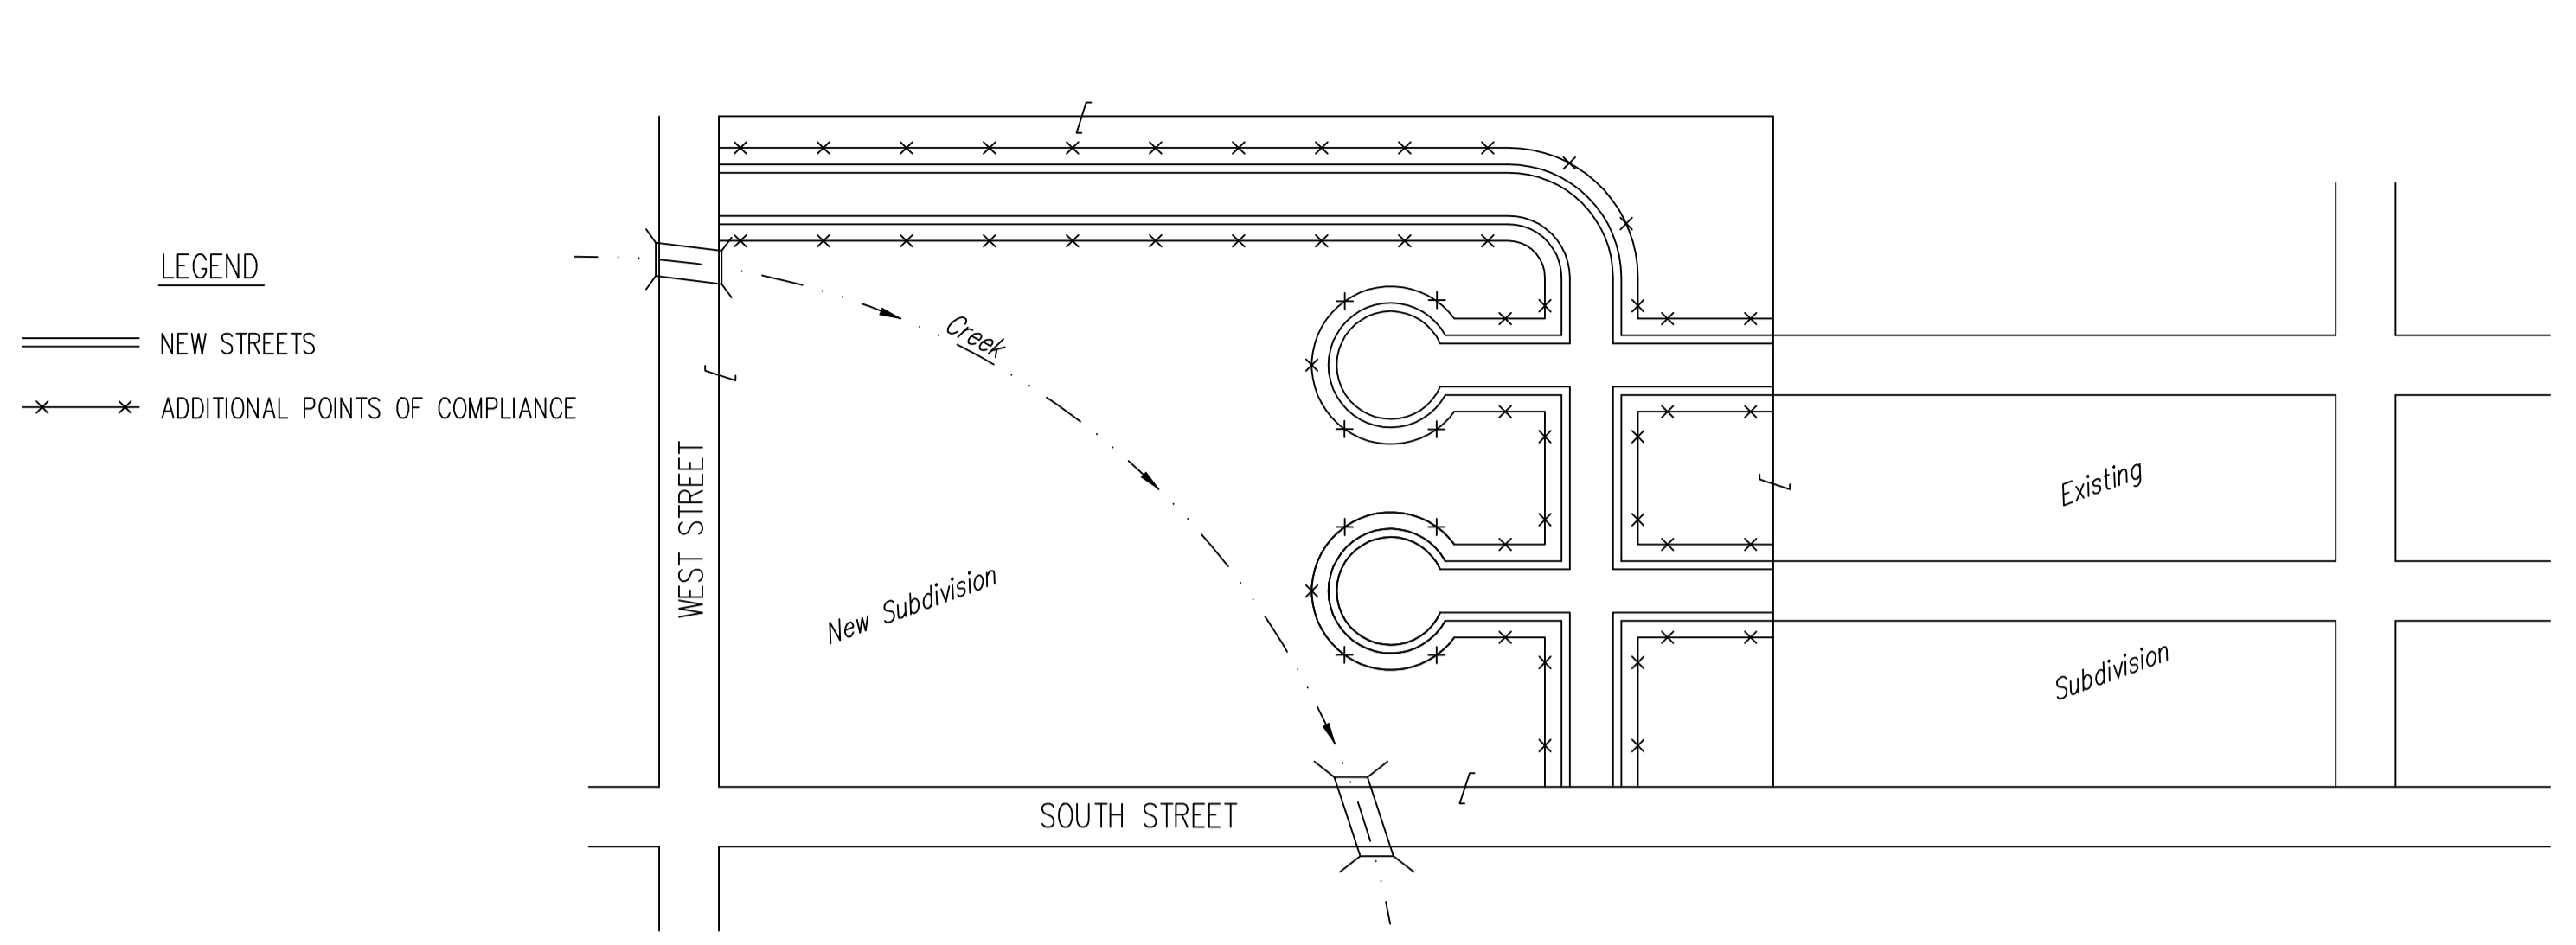 LEGEND
NEW STREETS
ADDITIONAL POINTS OF COMPLIANCE
WEST STREET
Creek
New Subdivision
SOUTH STREET
Existing
Subdivision